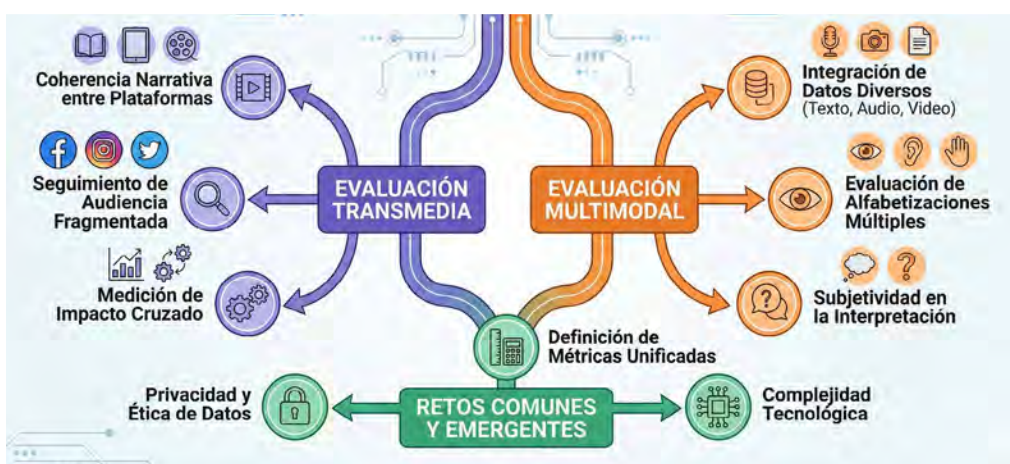 Coherencia Narrativa
entre Plataformas
Seguimiento de
Audiencia
Fragmentada
Medición de
Impacto Cruzado
EVALUACIÓN
TRANSMEDIA
EVALUACIÓN
MULTIMODAL
Integración de
Datos Diversos
(Texto, Audio, Video)
Evaluación de
Alfabetizaciones
Múltiples
Subjetividad en
la Interpretación
Definición de
Métricas Unificadas
Privacidad y
Ética de Datos
RETOS COMUNES
Y EMERGENTES
Complejidad
Tecnológica